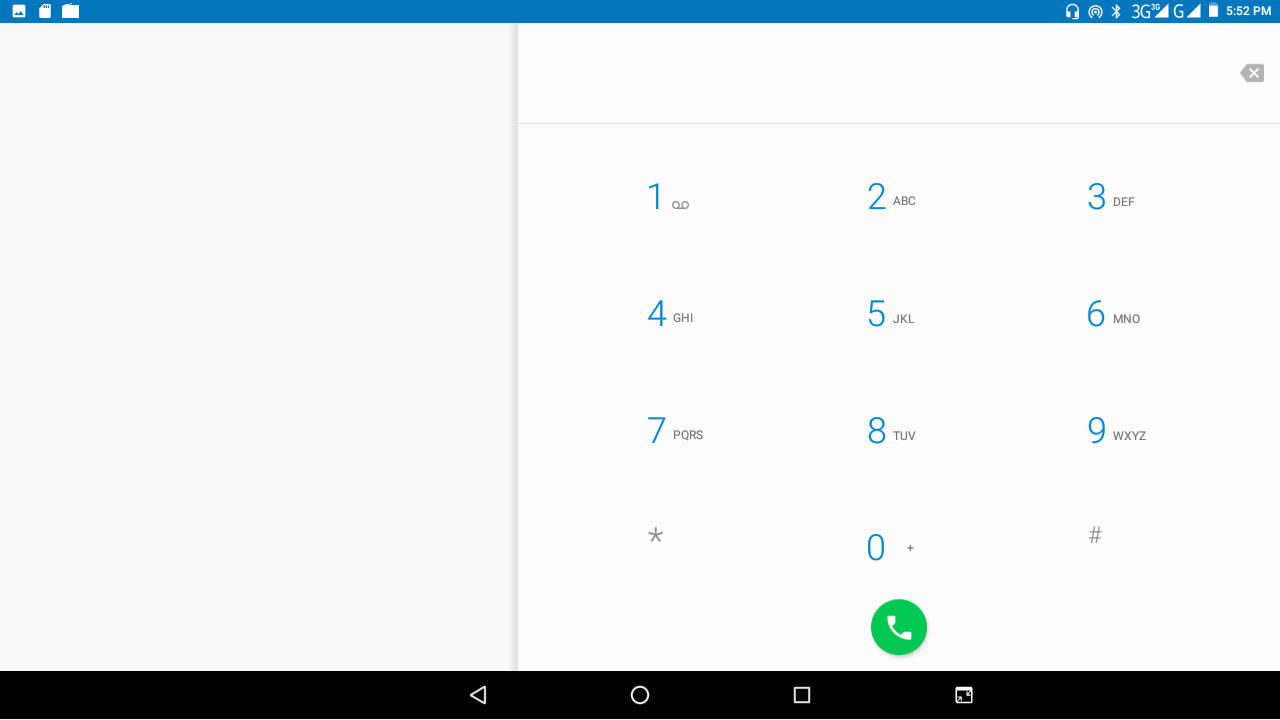 3G 3G G 5:52 PM
1
2 ABC
3 DEF
4 GHI
5 JKL
6 MNO
7 PQRS
8 TUV
9 WXYZ
*
0 +
#